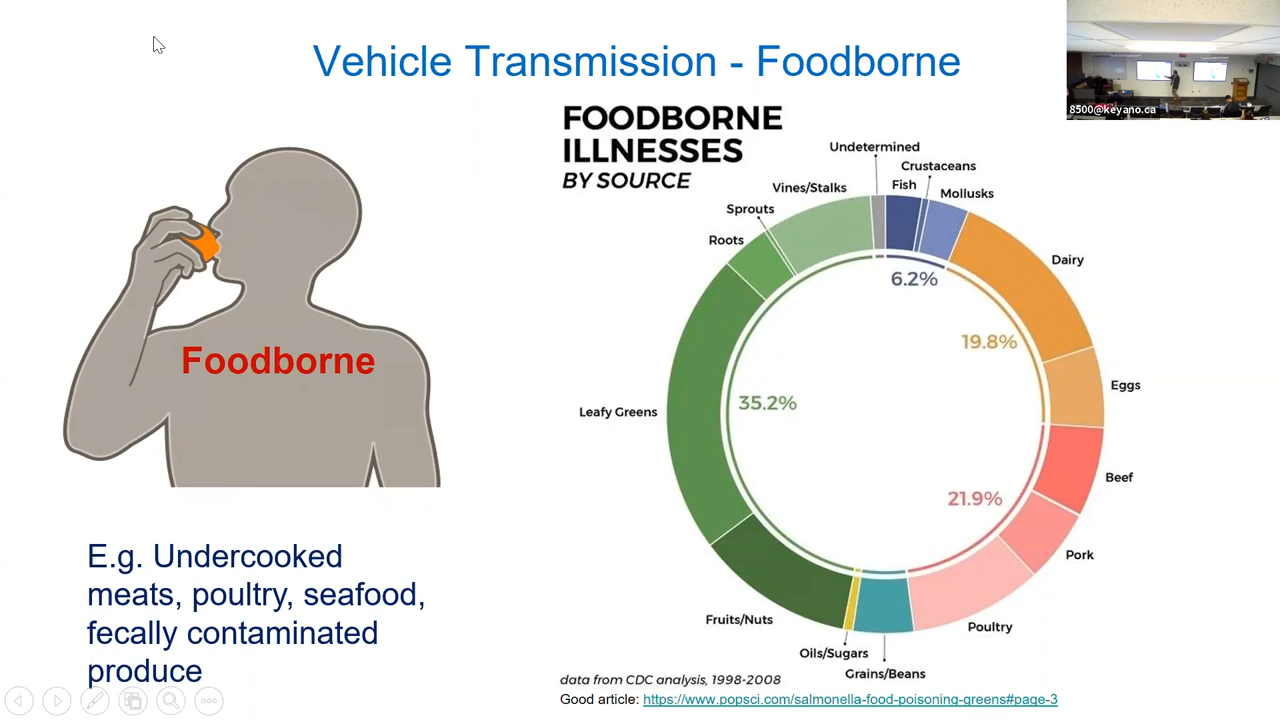 Vehicle Transmission - Foodborne
8500@keyano.ca
FOODBORNE
ILLNESSES
BY SOURCE
Undetermined
Crustaceans
Fish
Mollusks
Vines/Stalks
Sprouts
Roots
Dairy
6.2%
19.8%
Foodborne
Eggs
35.2%
Leafy Greens
Beef
21.9%
Pork
Poultry
Fruits/Nuts
Oils/Sugars
Grains/Beans
E.g. Undercooked
meats, poultry, seafood,
fecally contaminated
produce
data from CDC analysis, 1998-2008
Good article: https://www.popsci.com/salmonella-food-poisoning-greens#page-3